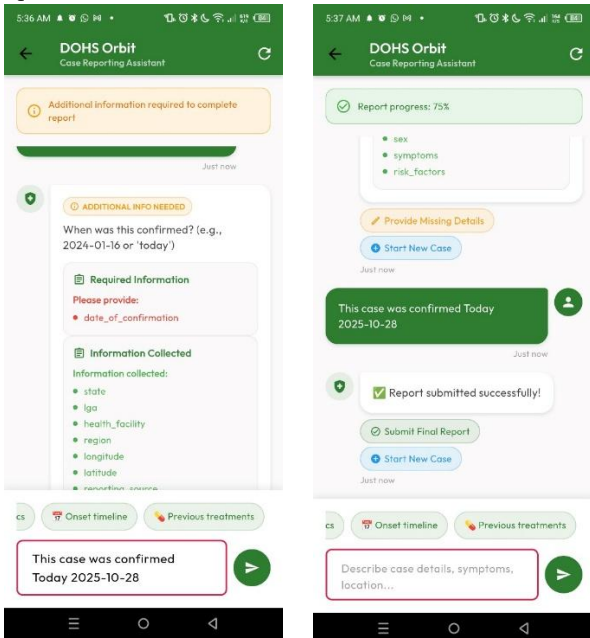 5:36 AM
DOHS Orbit
Case Reporting Assistant
Additional information required to complete
report
Just now
ADDITIONAL INFO NEEDED
When was this confirmed? (e.g.,
2024-01-16 or 'today')
Required Information
Please provide:
• date_of_confirmation
Information Collected
Information collected:
• state
• lga
• health_facility
• region
• longitude
• latitude
• reporting_source
cs
Onset timeline
Previous treatments
This case was confirmed
Today 2025-10-28
5:37 AM
DOHS Orbit
Case Reporting Assistant
Report progress: 75%
• sex
• symptoms
• risk_factors
Provide Missing Details
Start New Case
Just now
This case was confirmed Today
2025-10-28
Just now
✅ Report submitted successfully!
Submit Final Report
Start New Case
Just now
cs
Onset timeline
Previous treatments
Describe case details, symptoms,
location...